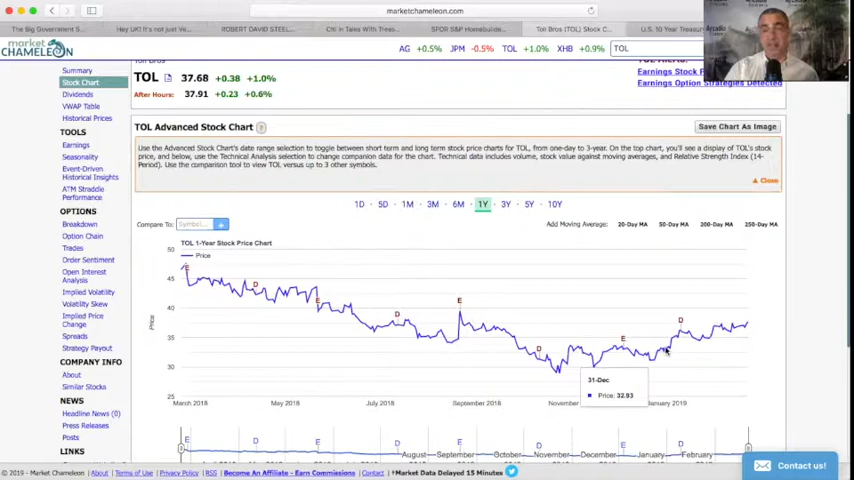 marketchameleon.com
The Big Government S...
Hey UK! It's not just Ve...
ROBERT DAVID STEEL...
Citi in Talks With Trees...
SPDR S&P Homebuilde...
Toll Bros (TOL) Stock C...
U.S. 10 Year Treasury
market
CHAMELEON
AG +0.5% JPM -0.5% TOL +1.0% XHB +0.9%
TOL
Summary
Stock Chart
Dividends
VWAP Table
Historical Prices
TOOLS
Earnings
Seasonality
Event-Driven
Historical Insights
ATM Straddle
Performance
OPTIONS
Breakdown
Option Chain
Trades
Order Sentiment
Open Interest
Analysis
Implied Volatility
Volatility Skew
Implied Price
Change
Spreads
Strategy Payout
COMPANY INFO
About
Similar Stocks
NEWS
Headline News (0)
Press Releases
Posts
Toll Bros
TOL 37.68 +0.38 +1.0%
After Hours: 37.91 +0.23 +0.6%
Earnings Stock P
Earnings Option Strategies Detected
TOL Advanced Stock Chart ?
Save Chart As Image
Use the Advanced Stock Chart's date range selection to toggle between short term and long term stock price charts for TOL, from one-day to 3-year. On the top chart, you'll see a display of TOL's stock
price, and below, use the Technical Analysis selection to change companion data for the chart. Technical data includes volume, stock value against moving averages, and Relative Strength Index (14-
Period). Use the comparison tool to view TOL versus up to 3 other symbols.
Close
1D - 5D - 1M - 3M - 6M - 1Y - 3Y - 5Y - 10Y
Compare To: Symbol... +
Add Moving Average: 20-Day MA 50-Day MA 200-Day MA 250-Day MA
TOL 1-Year Stock Price Chart
Price
50
45
40
35
30
25
Price
E
D
E
D
E
D
E
D
31-Dec
Price: 32.93
March 2018
May 2018
July 2018
September 2018
November
January 2019
E D E D E D E D
August September October November December January February
© 2019 - Market Chameleon | About | Terms of Use | Privacy Policy | RSS | Become An Affiliate - Earn Commissions | Contact | *Market Data Delayed 15 Minutes
Contact us!